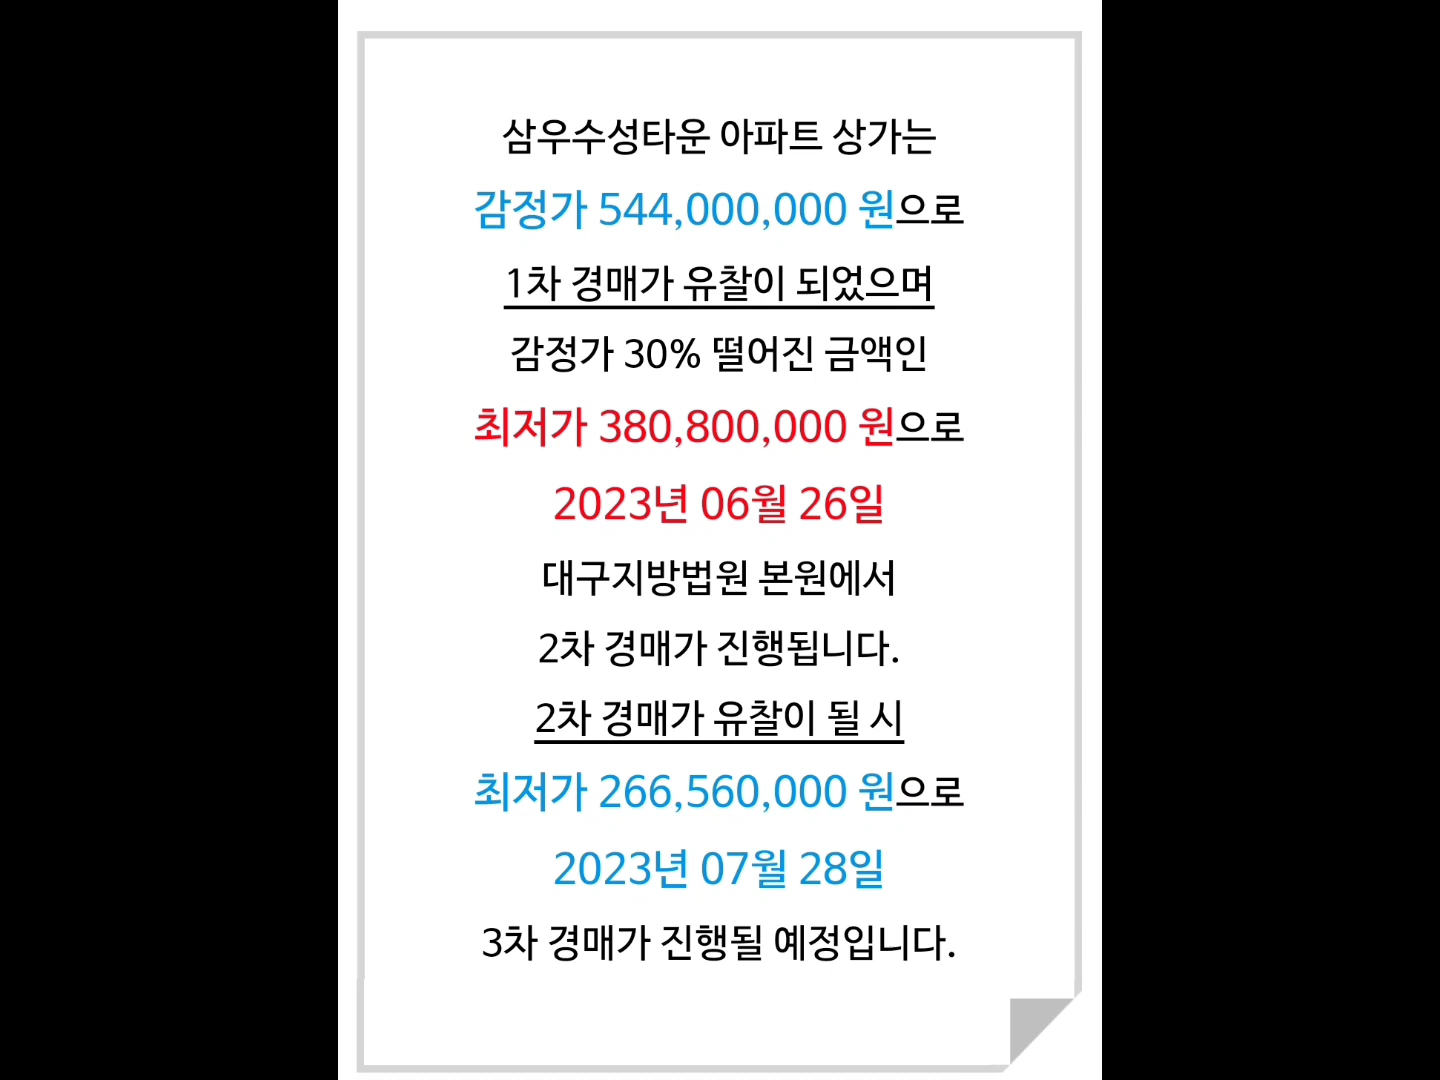 삼우수성타운 아파트 상가는
감정가 544,000,000 원으로
1차 경매가 유찰이 되었으며
감정가 30% 떨어진 금액인
최저가 380,800,000 원으로
2023년 06월 26일
대구지방법원 본원에서
2차 경매가 진행됩니다.
2차 경매가 유찰이 될 시
최저가 266,560,000 원으로
2023년 07월 28일
3차 경매가 진행될 예정입니다.